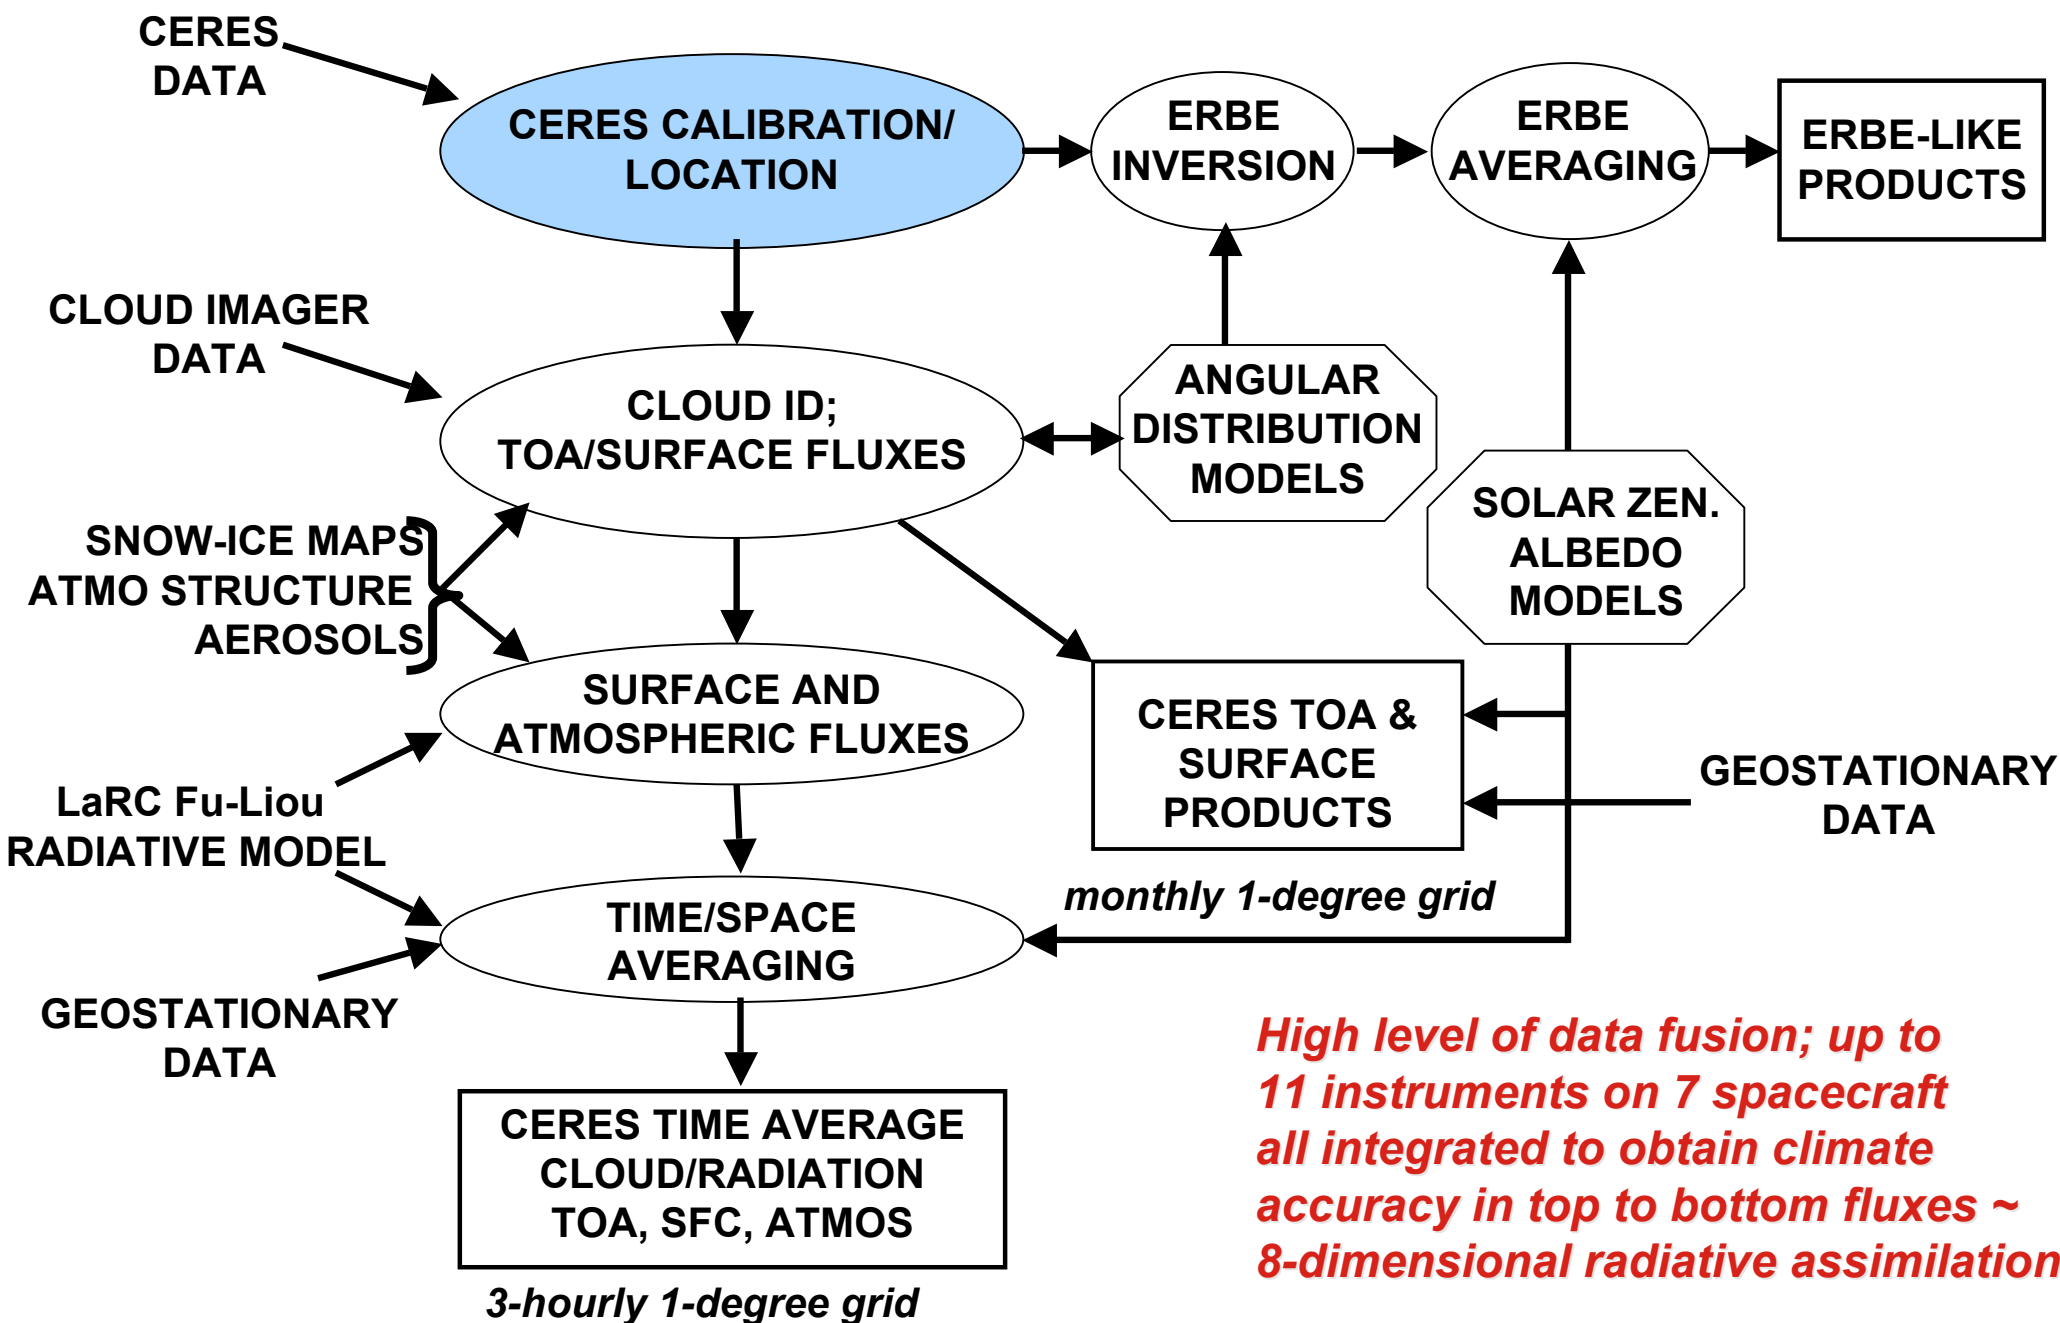 CERES
DATA
CERES CALIBRATION/
LOCATION
ERBE
INVERSION
ERBE
AVERAGING
ERBE-LIKE
PRODUCTS
CLOUD IMAGER
DATA
CLOUD ID;
TOA/SURFACE FLUXES
ANGULAR
DISTRIBUTION
MODELS
SOLAR ZEN.
ALBEDO
MODELS
SNOW-ICE MAPS
ATMO STRUCTURE
AEROSOLS
SURFACE AND
ATMOSPHERIC FLUXES
CERES TOA &
SURFACE
PRODUCTS
GEOSTATIONARY
DATA
LaRC Fu-Liou
RADIATIVE MODEL
monthly 1-degree grid
TIME/SPACE
AVERAGING
GEOSTATIONARY
DATA
CERES TIME AVERAGE
CLOUD/RADIATION
TOA, SFC, ATMOS
3-hourly 1-degree grid
High level of data fusion; up to
11 instruments on 7 spacecraft
all integrated to obtain climate
accuracy in top to bottom fluxes ~
8-dimensional radiative assimilation